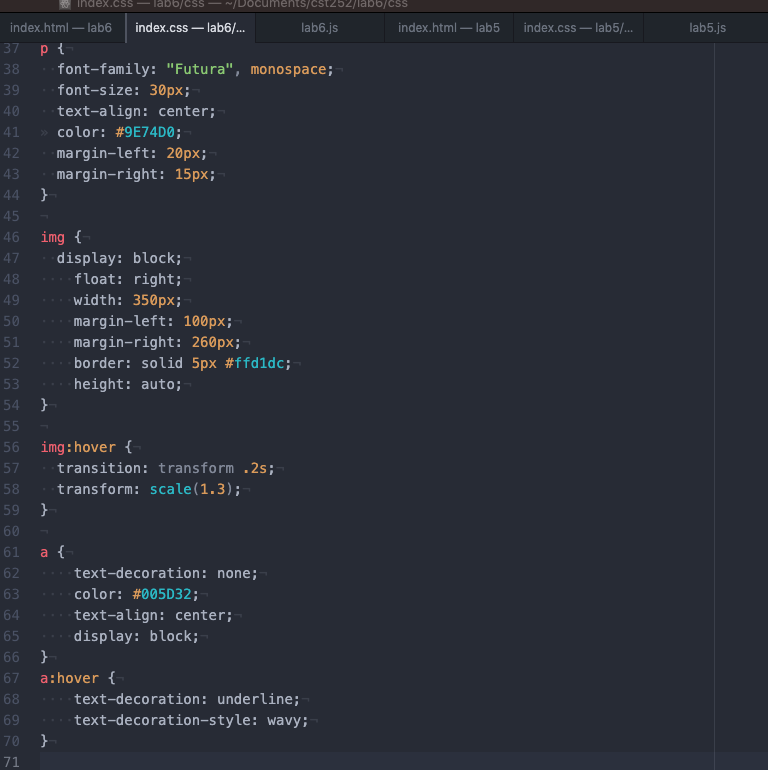 index.css — lab6/css — ~/Documents/cst252/lab6/css
index.html — lab6 index.css — lab6/... lab6.js index.html — lab5 index.css — lab5/... lab5.js
37 p {
38 font-family: "Futura", monospace;
39 font-size: 30px;
40 text-align: center;
41 color: #9E74D0;
42 margin-left: 20px;
43 margin-right: 15px;
44 }
45
46 img {
47 display: block;
48 float: right;
49 width: 350px;
50 margin-left: 100px;
51 margin-right: 260px;
52 border: solid 5px #ffd1dc;
53 height: auto;
54 }
55
56 img:hover {
57 transition: transform .2s;
58 transform: scale(1.3);
59 }
60
61 a {
62 text-decoration: none;
63 color: #005D32;
64 text-align: center;
65 display: block;
66 }
67 a:hover {
68 text-decoration: underline;
69 text-decoration-style: wavy;
70 }
71